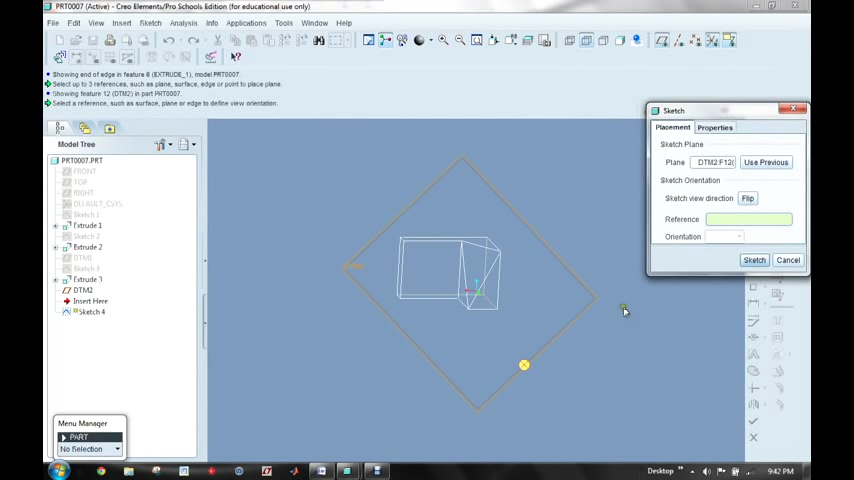 PRT0007 (Active) - Creo Elements/Pro Schools Edition (for educational use only)
File Edit View Insert Sketch Analysis Info Applications Tools Window Help
Showing end of edge in feature 6 (EXTRUDE_1), model PRT0007.
Select up to 3 references, such as plane, surface, edge or point to place plane.
Showing feature 12 (DTM2) in part PRT0007.
Select a reference, such as surface, plane or edge to define view orientation.
Model Tree
PRT0007.PRT
FRONT
TOP
RIGHT
Sketch 1
Extrude 1
Sketch 2
Extrude 2
DTM1
Sketch 3
Extrude 3
DTM2
Insert Here
Sketch 4
Sketch
Placement Properties
Sketch Plane
Plane DTM2:F12( Use Previous
Sketch Orientation
Sketch view direction Flip
Reference
Orientation
Sketch Cancel
Menu Manager
PART
No Selection
Desktop
9:42 PM